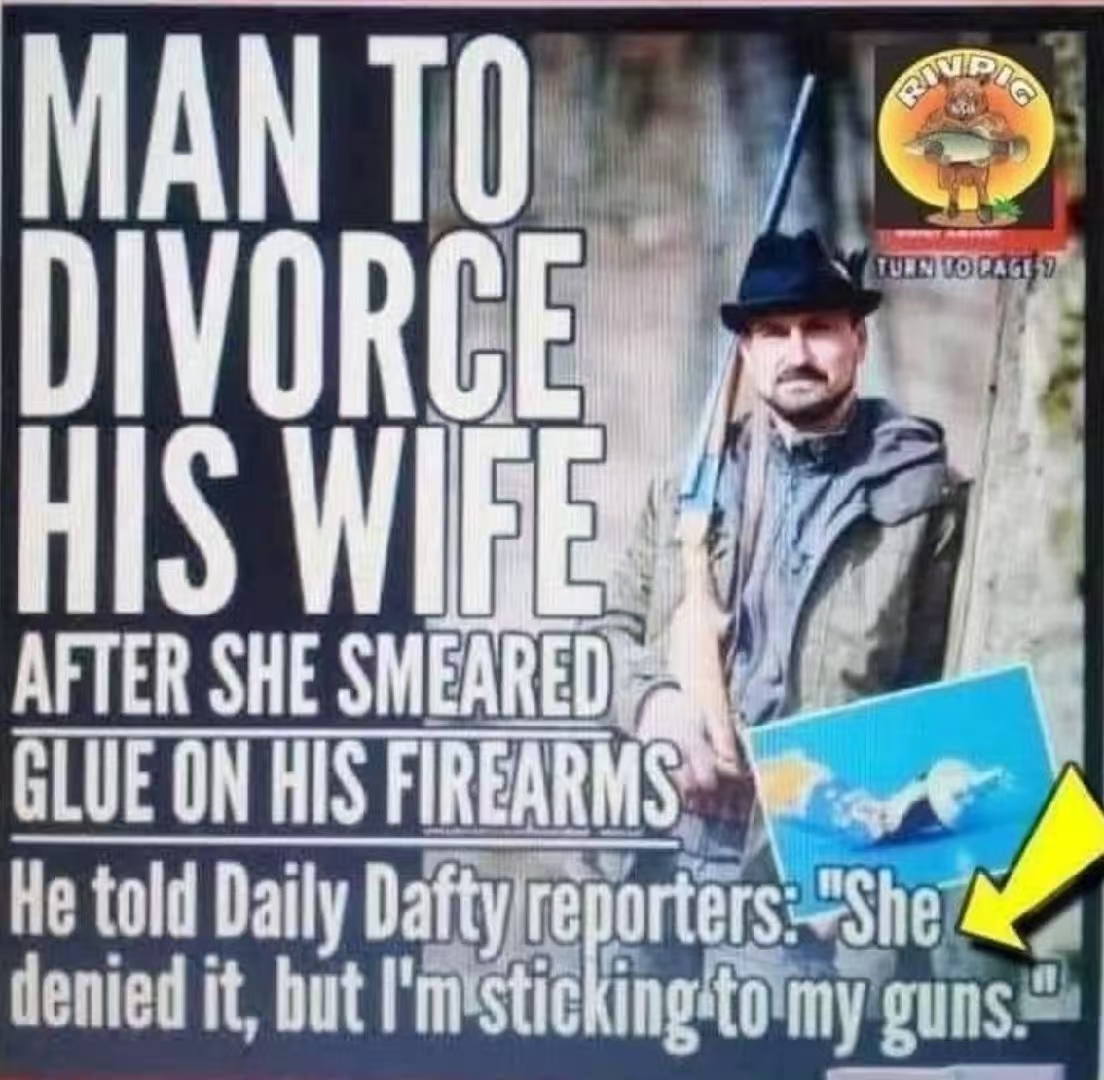 MAN TO
DIVORCE
HIS WIFE
AFTER SHE SMEARED
GLUE ON HIS FIREARMS
He told Daily Dafty reporters: "She
denied it, but I'm sticking to my guns."
RIVPIG
TURN TO PAGE 7